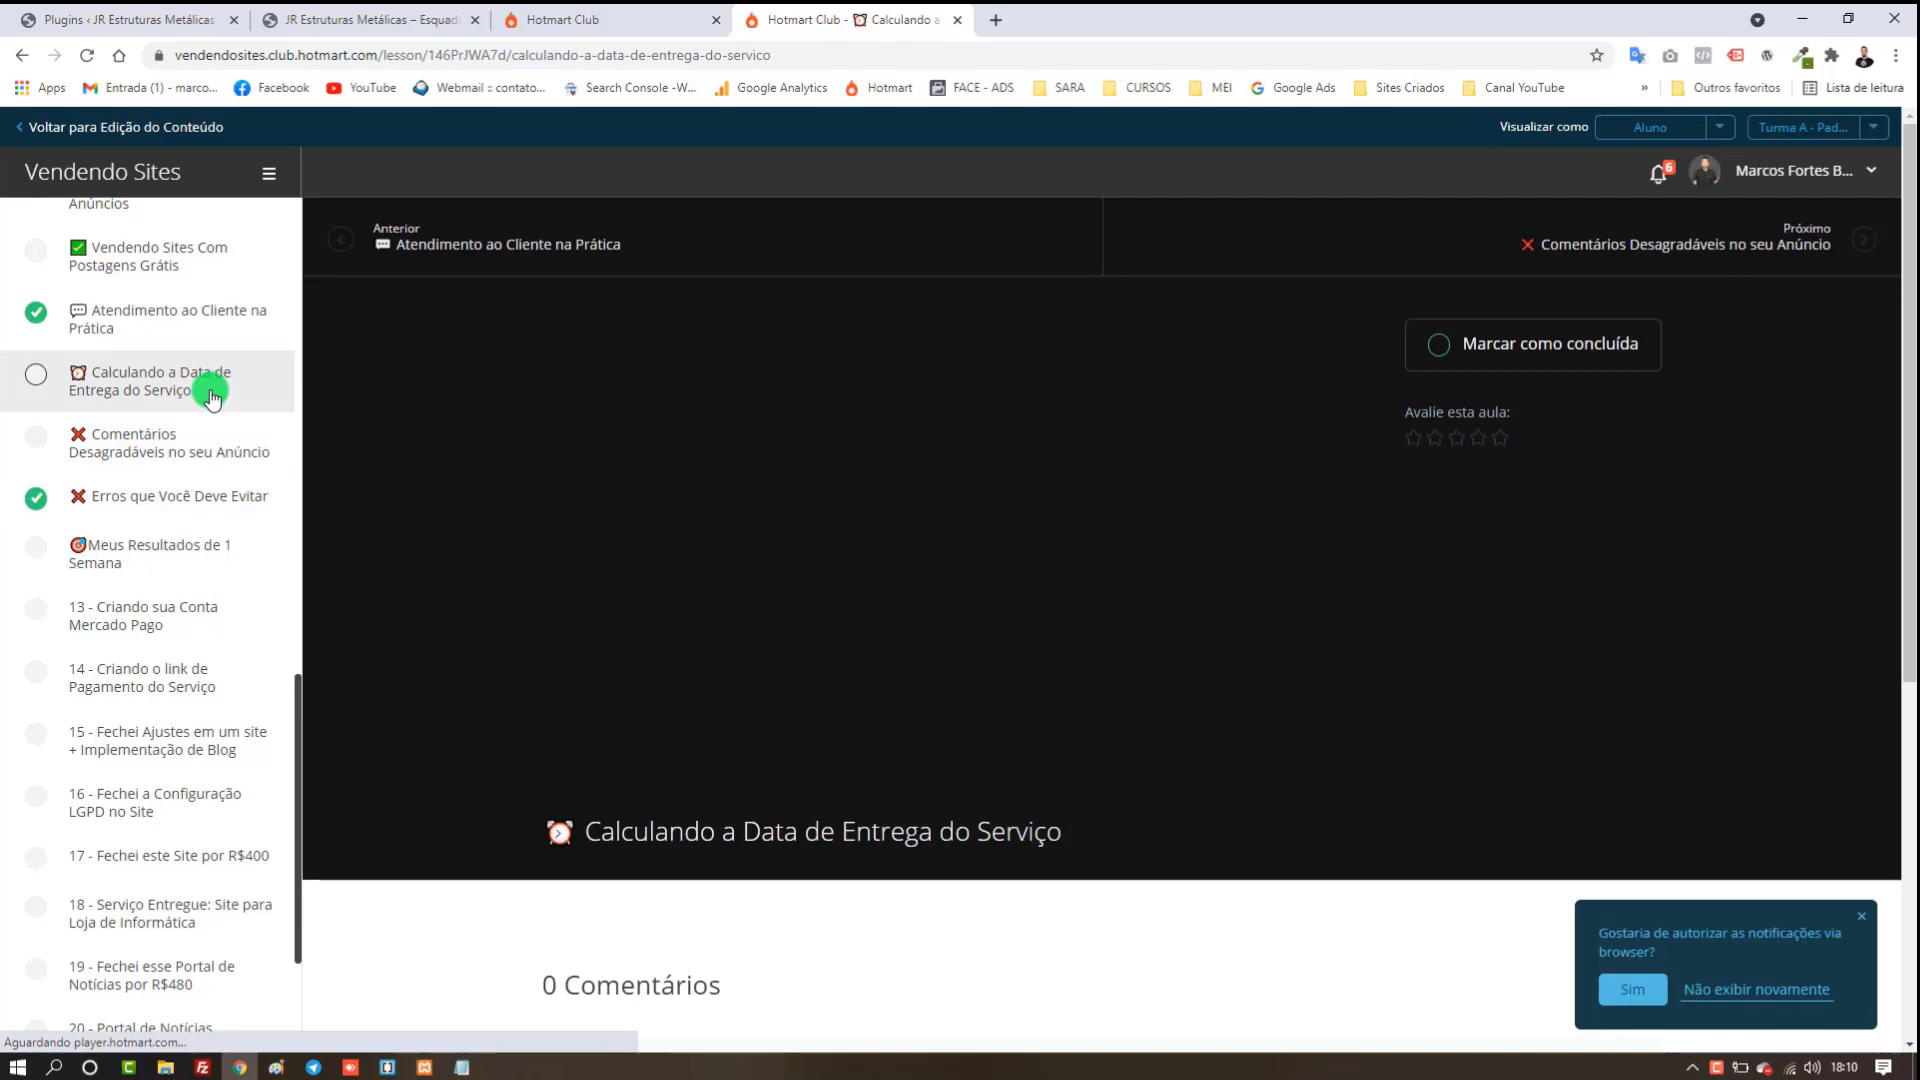 Plugins ‹ JR Estruturas Metálicas
JR Estruturas Metálicas – Esquad
Hotmart Club
Hotmart Club - ⏰ Calculando a
vendendosites.club.hotmart.com/lesson/146PrJWA7d/calculando-a-data-de-entrega-do-servico
Apps
Entrada (1) - marco...
Facebook
YouTube
Webmail :: contato...
Search Console -W...
Google Analytics
Hotmart
FACE - ADS
SARA
CURSOS
MEI
Google Ads
Sites Criados
Canal YouTube
»
Outros favoritos
Lista de leitura
Voltar para Edição do Conteúdo
Visualizar como
Aluno
Turma A - Pad...
Vendendo Sites
6
Marcos Fortes B...
Anúncios
✅ Vendendo Sites Com
Postagens Grátis
💬 Atendimento ao Cliente na
Prática
⏰ Calculando a Data de
Entrega do Serviço
❌ Comentários
Desagradáveis no seu Anúncio
❌ Erros que Você Deve Evitar
🎯Meus Resultados de 1
Semana
13 - Criando sua Conta
Mercado Pago
14 - Criando o link de
Pagamento do Serviço
15 - Fechei Ajustes em um site
+ Implementação de Blog
16 - Fechei a Configuração
LGPD no Site
17 - Fechei este Site por R$400
18 - Serviço Entregue: Site para
Loja de Informática
19 - Fechei esse Portal de
Notícias por R$480
20 - Portal de Notícias
Anterior
💬 Atendimento ao Cliente na Prática
Próximo
❌ Comentários Desagradáveis no seu Anúncio
Marcar como concluída
Avalie esta aula:
⏰ Calculando a Data de Entrega do Serviço
0 Comentários
Gostaria de autorizar as notificações via
browser?
Sim
Não exibir novamente
Aguardando player.hotmart.com...
18:10